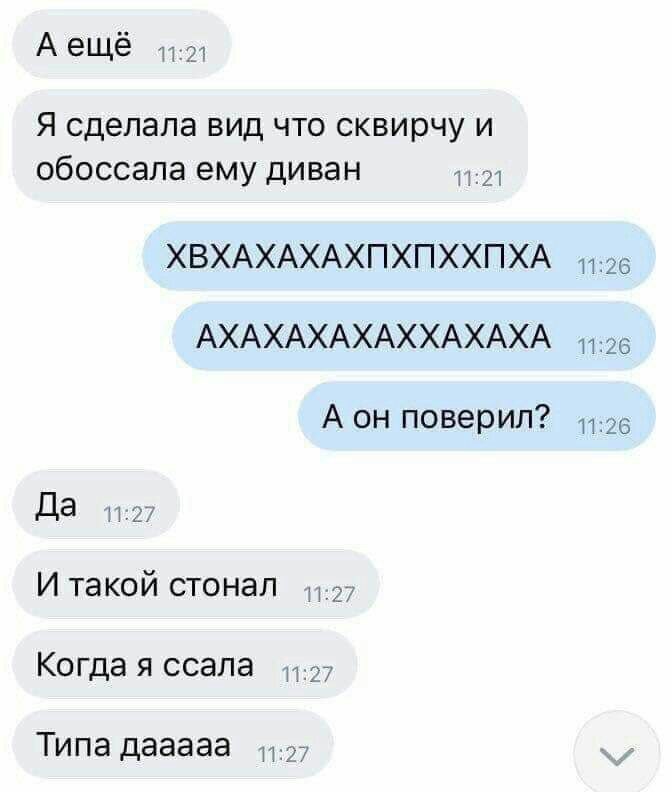 А ещё 11:21
Я сделала вид что сквирчу и
обоссала ему диван 11:21
ХВХАХАХАХПХПХХПХА 11:26
АХАХАХАХАХХАХАХА 11:26
А он поверил? 11:26
Да 11:27
И такой стонал 11:27
Когда я ссала 11:27
Типа дааааа 11:27